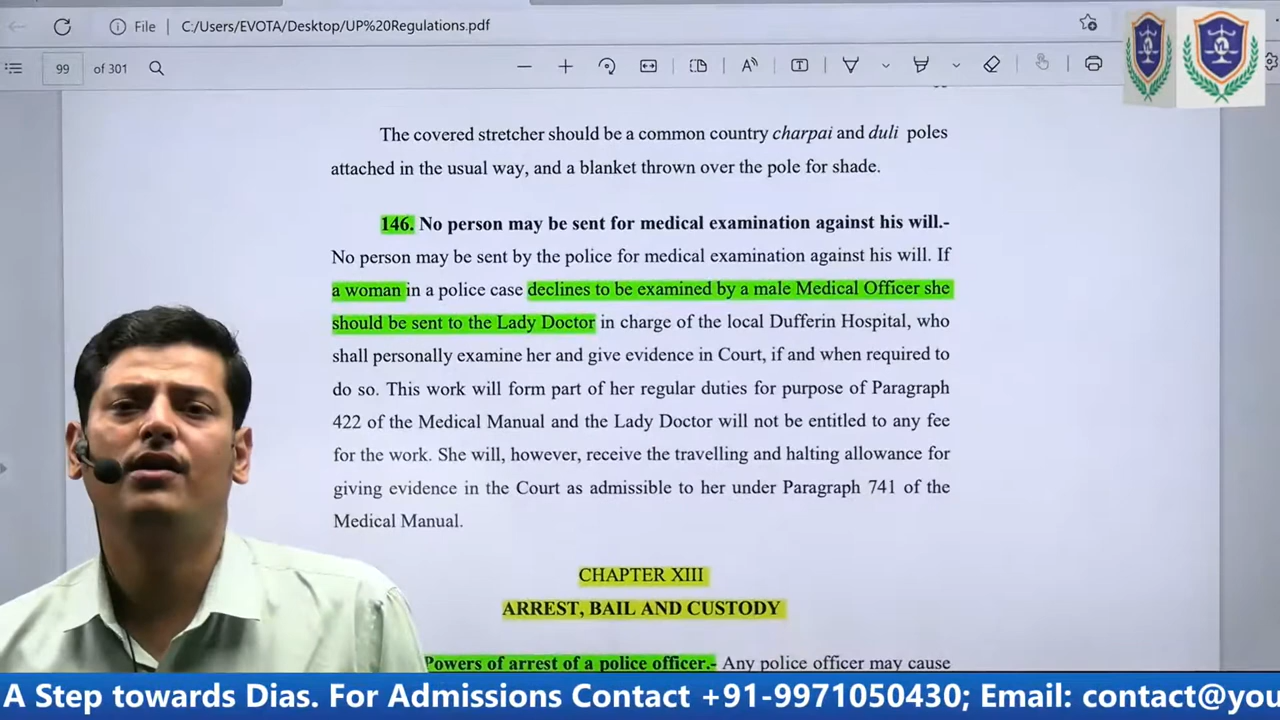 File
C:/Users/EVOTA/Desktop/UP%20Regulations.pdf
99
of 301
The covered stretcher should be a common country charpai and duli poles
attached in the usual way, and a blanket thrown over the pole for shade.
146. No person may be sent for medical examination against his will.-
No person may be sent by the police for medical examination against his will. If
a woman in a police case declines to be examined by a male Medical Officer she
should be sent to the Lady Doctor in charge of the local Dufferin Hospital, who
shall personally examine her and give evidence in Court, if and when required to
do so. This work will form part of her regular duties for purpose of Paragraph
422 of the Medical Manual and the Lady Doctor will not be entitled to any fee
for the work. She will, however, receive the travelling and halting allowance for
giving evidence in the Court as admissible to her under Paragraph 741 of the
Medical Manual.
CHAPTER XIII
ARREST, BAIL AND CUSTODY
Powers of arrest of a police officer.- Any police officer may cause
A Step towards Dias. For Admissions Contact +91-9971050430; Email: contact@you